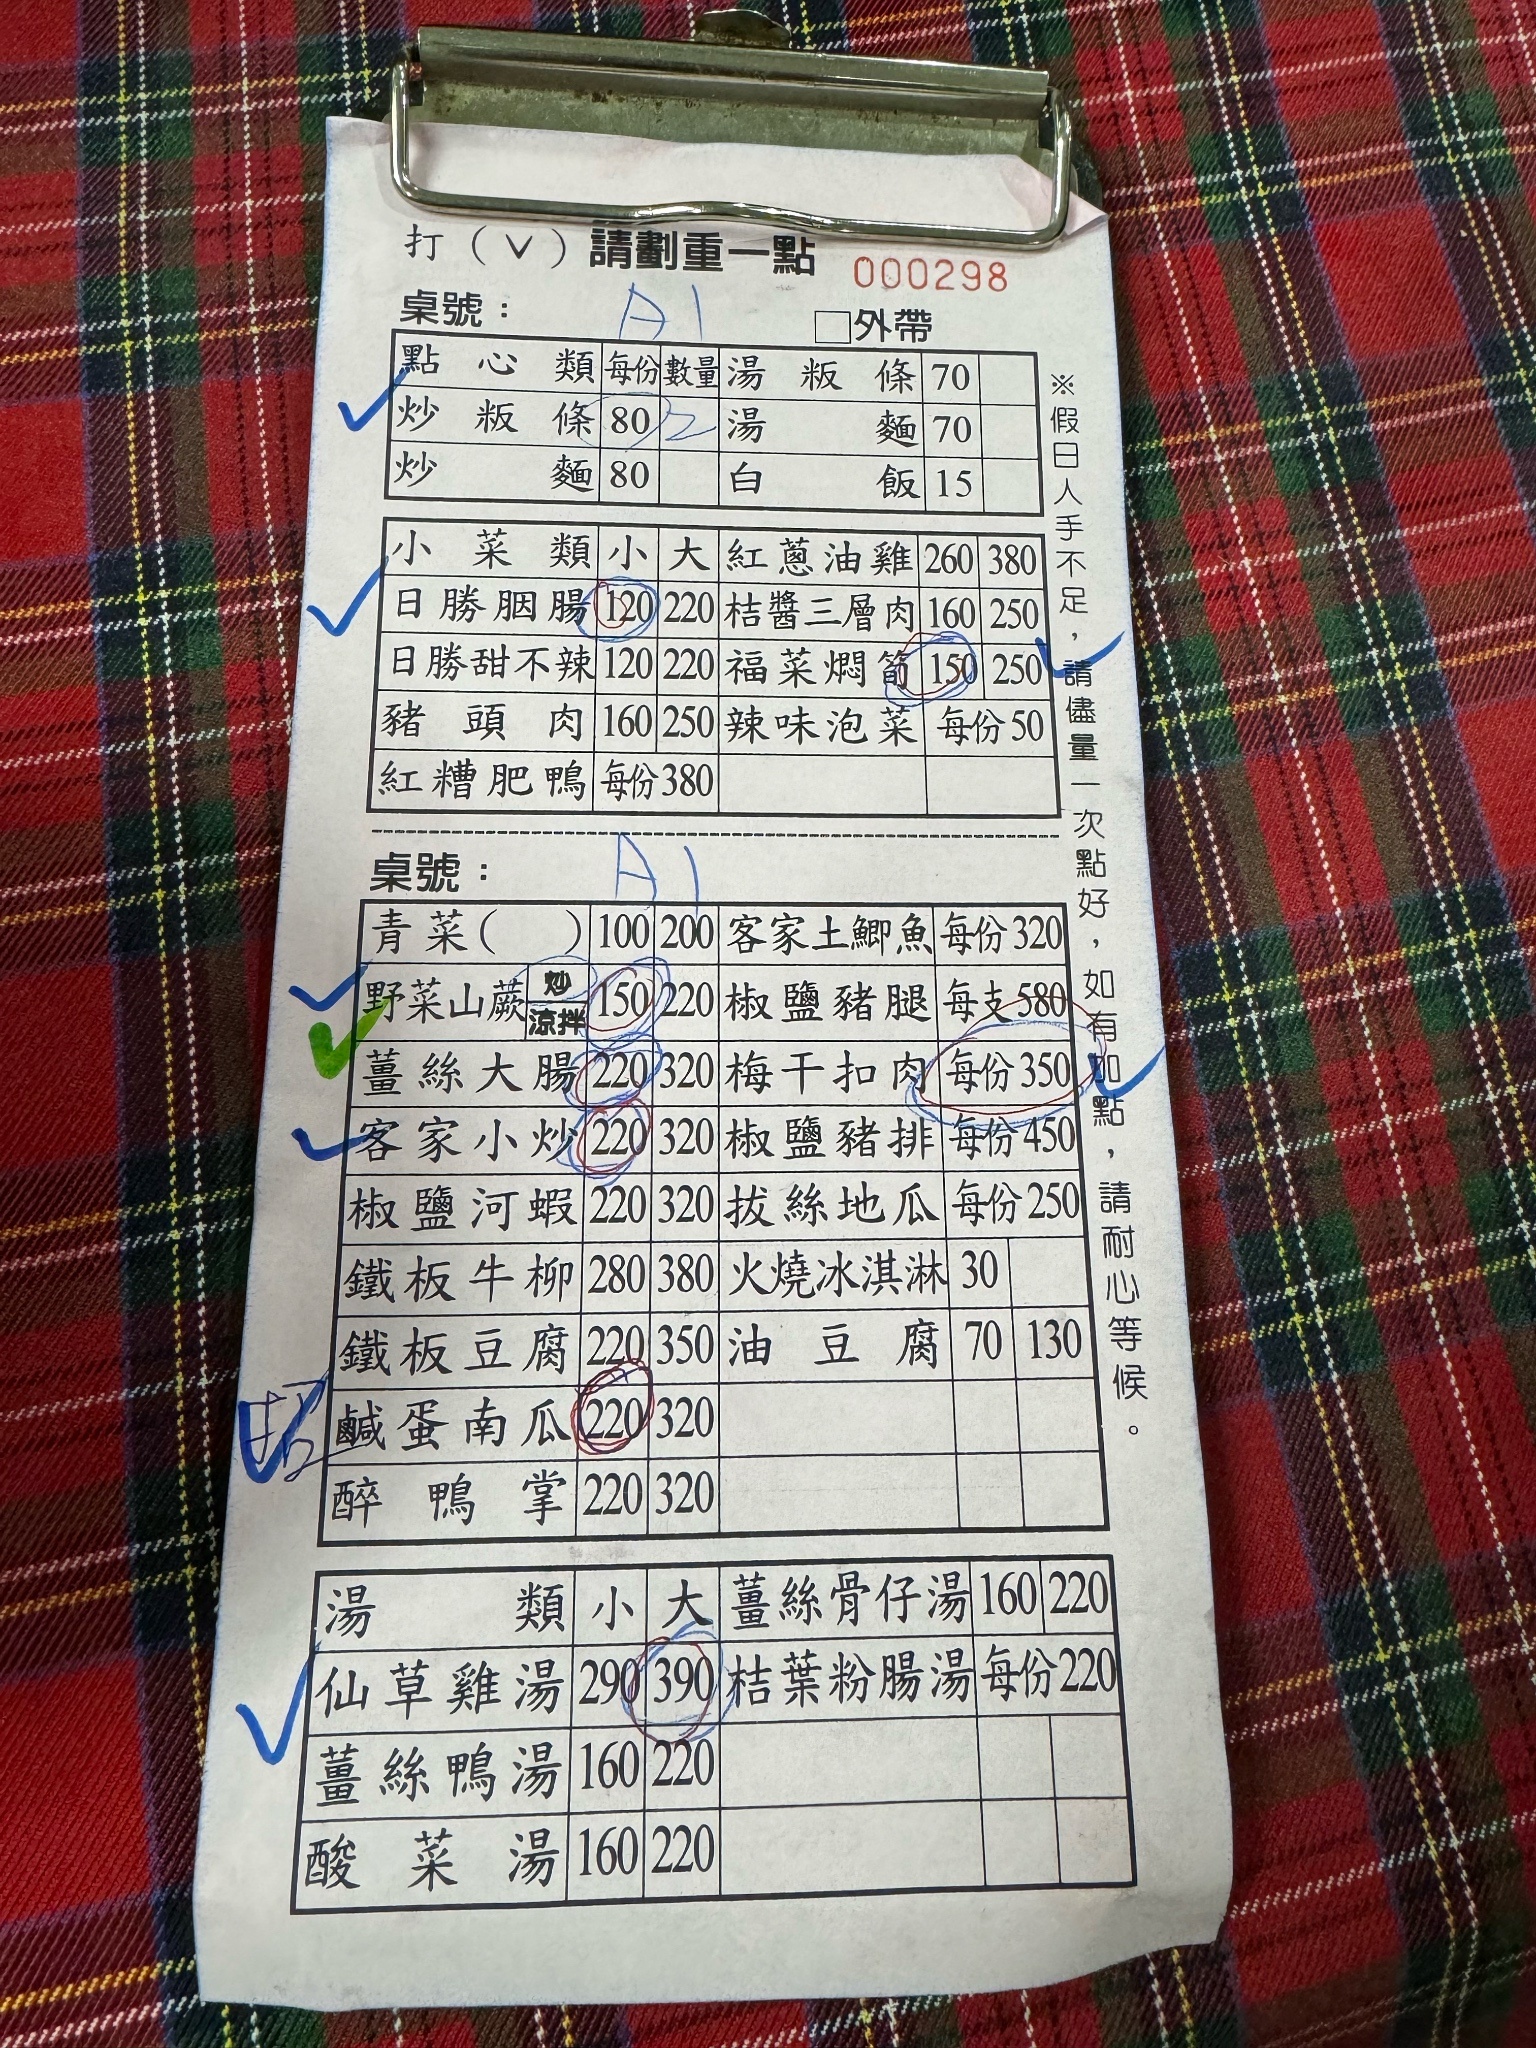 打（✓）請劃重一點 000298
桌號： A1 □外帶
點心類 每份 數量 湯粄條 70
炒粄條 80 2 湯麵 70
炒麵 80 白飯 15
小菜類 小 大 紅蔥油雞 260 380
日勝胭腸 120 220 桔醬三層肉 160 250
日勝甜不辣 120 220 福菜燜筍 150 250
豬頭肉 160 250 辣味泡菜 每份50
紅糟肥鴨 每份380
※假日人手不足，請儘量一次點好，如有加點，請耐心等候。
桌號： A1
青菜（ ） 100 200 客家土鯽魚 每份320
野菜山蕨 炒 涼拌 150 220 椒鹽豬腿 每支580
薑絲大腸 220 320 梅干扣肉 每份350
客家小炒 220 320 椒鹽豬排 每份450
椒鹽河蝦 220 320 拔絲地瓜 每份250
鐵板牛柳 280 380 火燒冰淇淋 30
鐵板豆腐 220 350 油豆腐 70 130
鹹蛋南瓜 220 320
醉鴨掌 220 320
湯類 小 大 薑絲骨仔湯 160 220
仙草雞湯 290 390 桔葉粉腸湯 每份220
薑絲鴨湯 160 220
酸菜湯 160 220